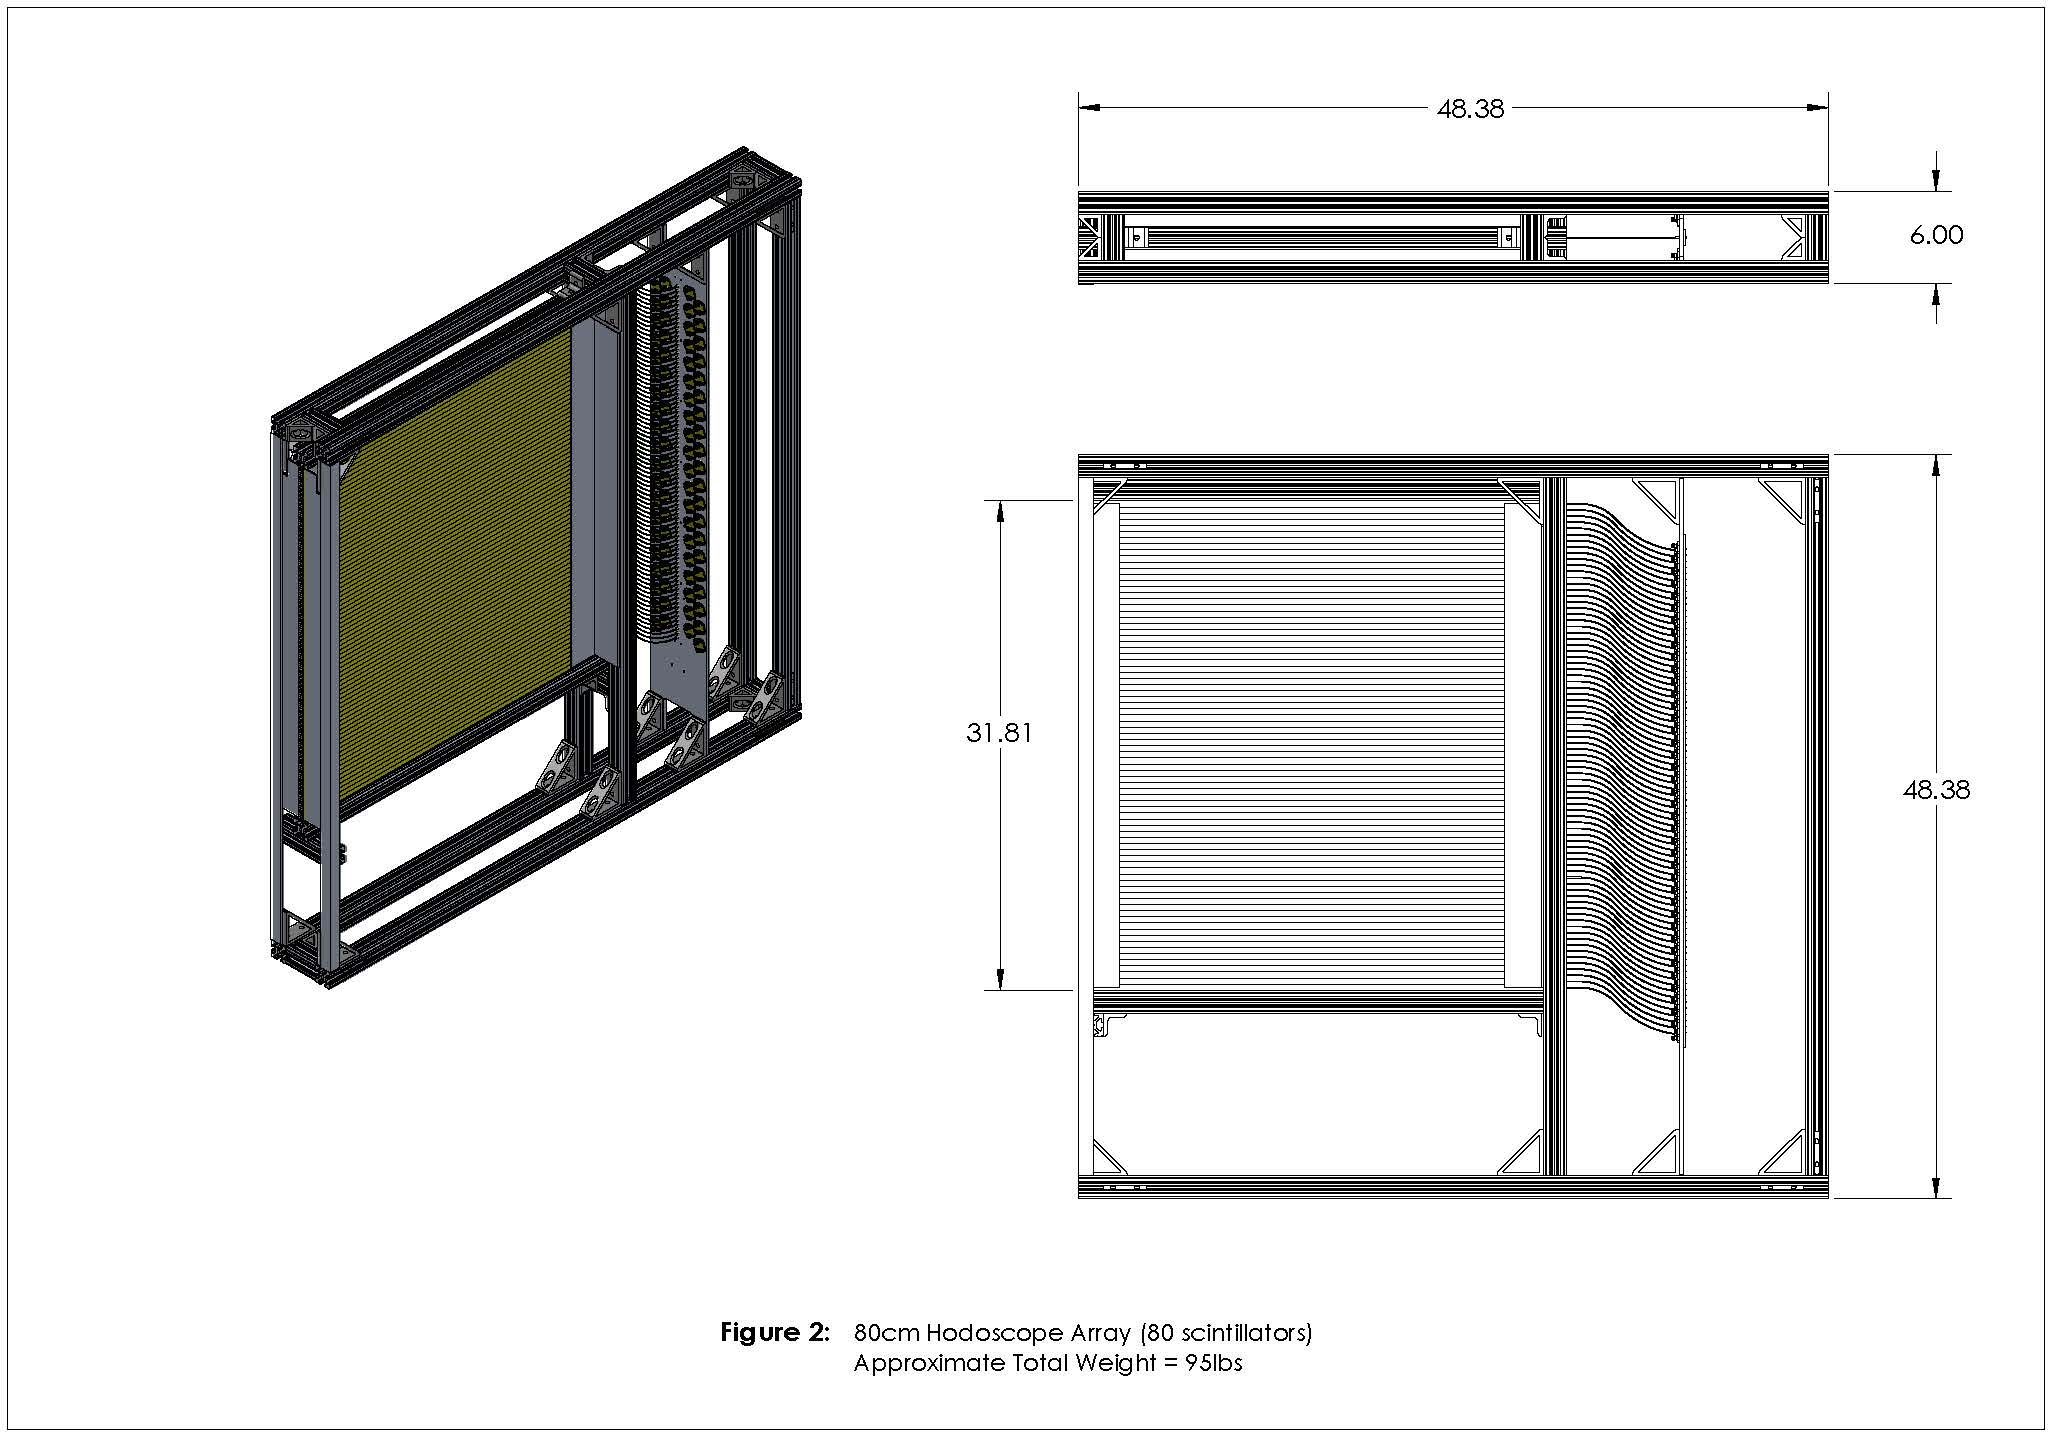 48.38
6.00
31.81
48.38
Figure 2: 80cm Hodoscope Array (80 scintillators)
Approximate Total Weight = 95lbs